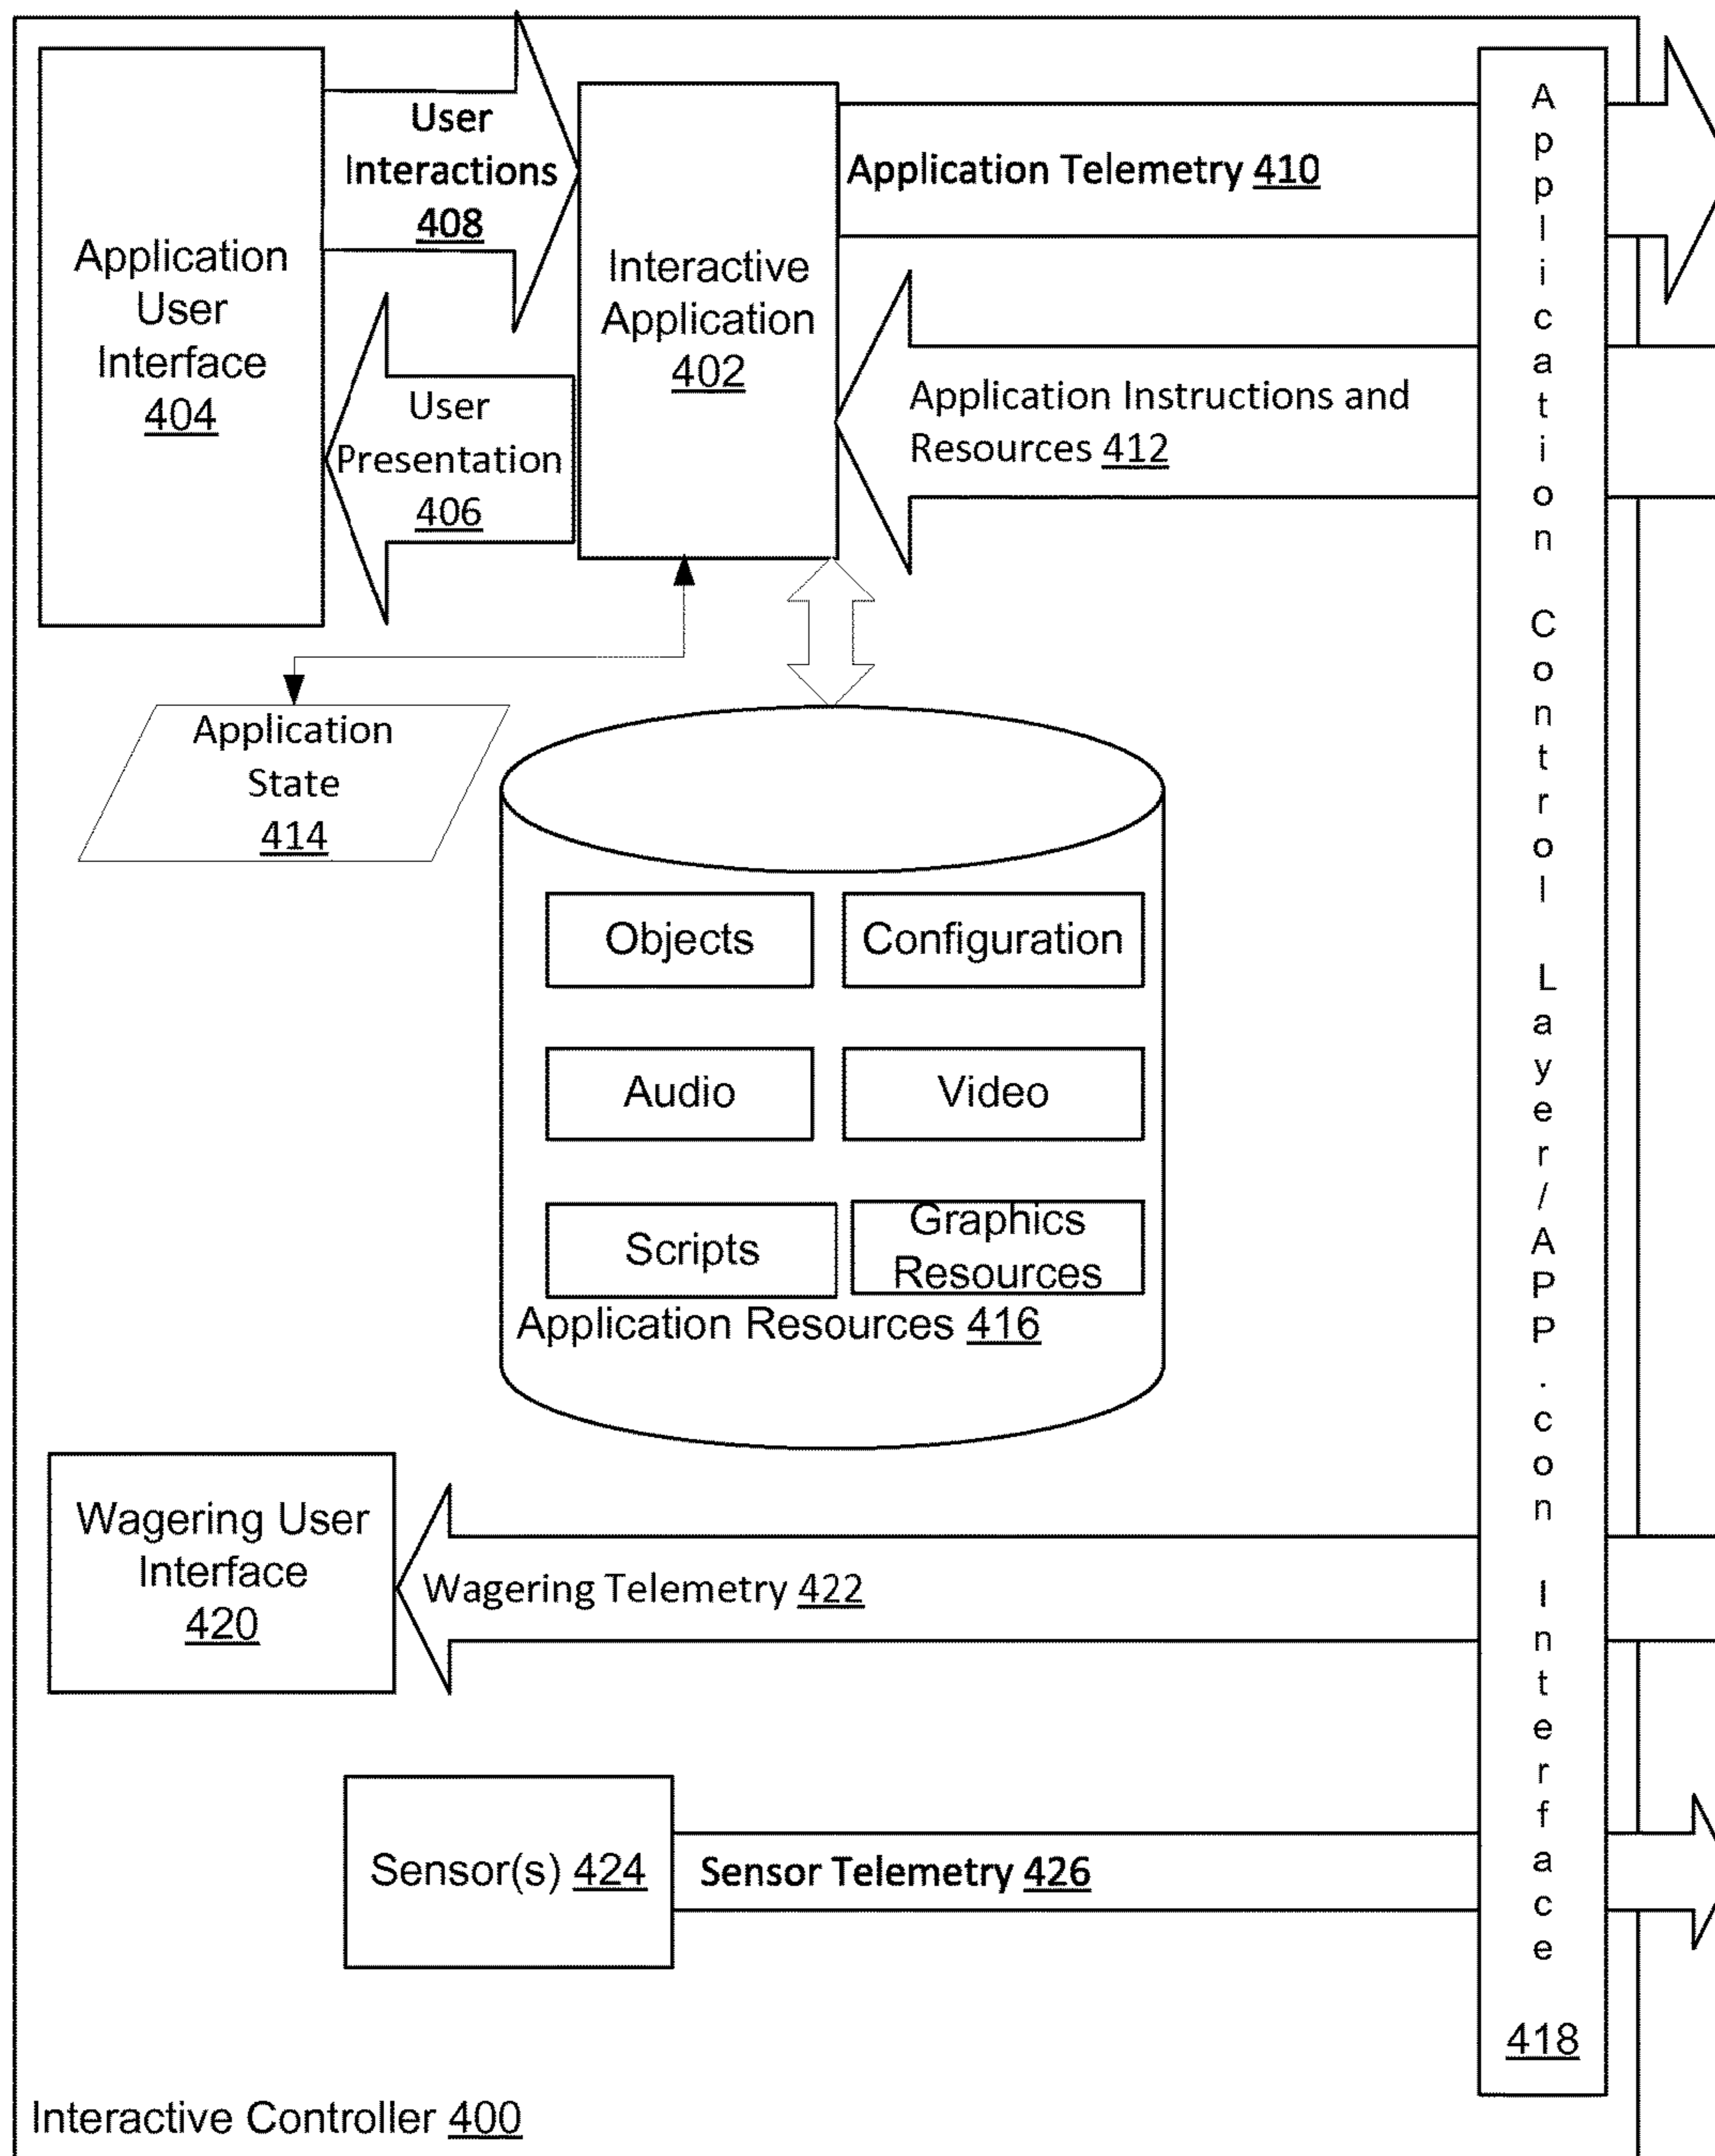 User
Interactions
408
Application
User
Interface
404
User
Presentation
406
Interactive
Application
402
Application Telemetry 410
Application Instructions and
Resources 412
Application
State
414
Objects
Configuration
Audio
Video
Scripts
Graphics
Resources
Application Resources 416
Wagering User
Interface
420
Wagering Telemetry 422
Sensor(s) 424
Sensor Telemetry 426
Application Control Layer/APP.con Interface
418
Interactive Controller 400